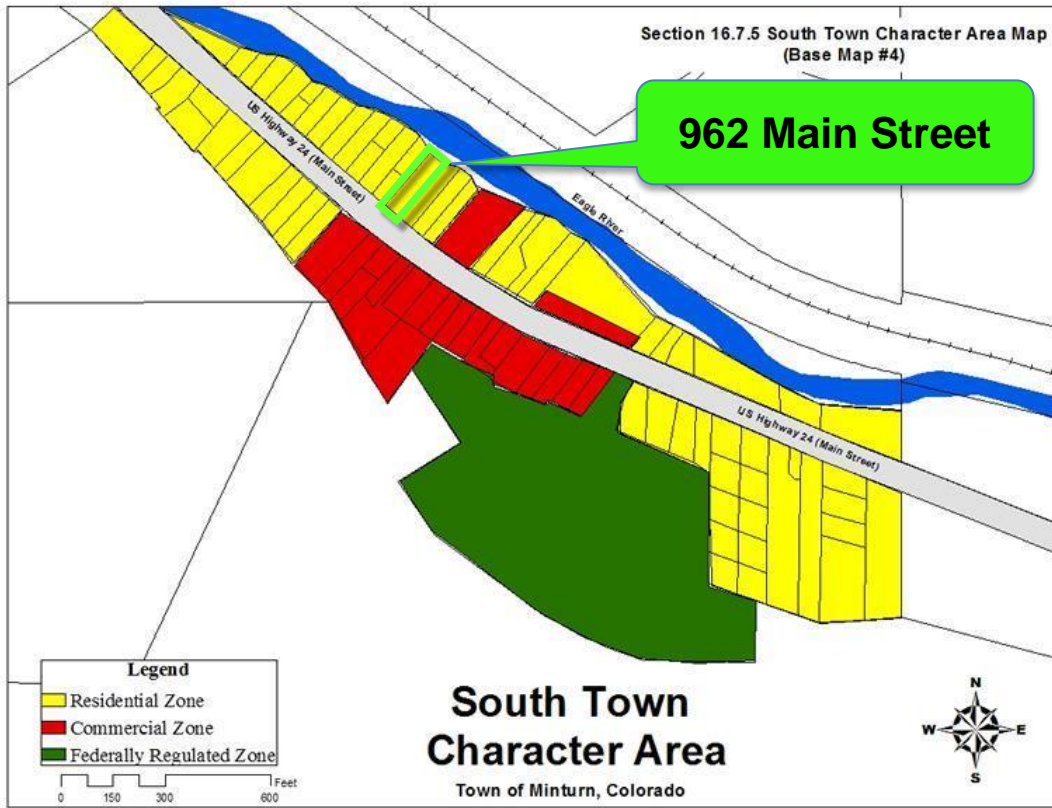 Section 16.7.5 South Town Character Area Map
(Base Map #4)
962 Main Street
US Highway 24 (Main Street)
Eagle River
US Highway 24 (Main Street)
Legend
Residential Zone
Commercial Zone
Federally Regulated Zone
Feet
0 150 300 600
South Town
Character Area
Town of Minturn, Colorado
N
W E
S